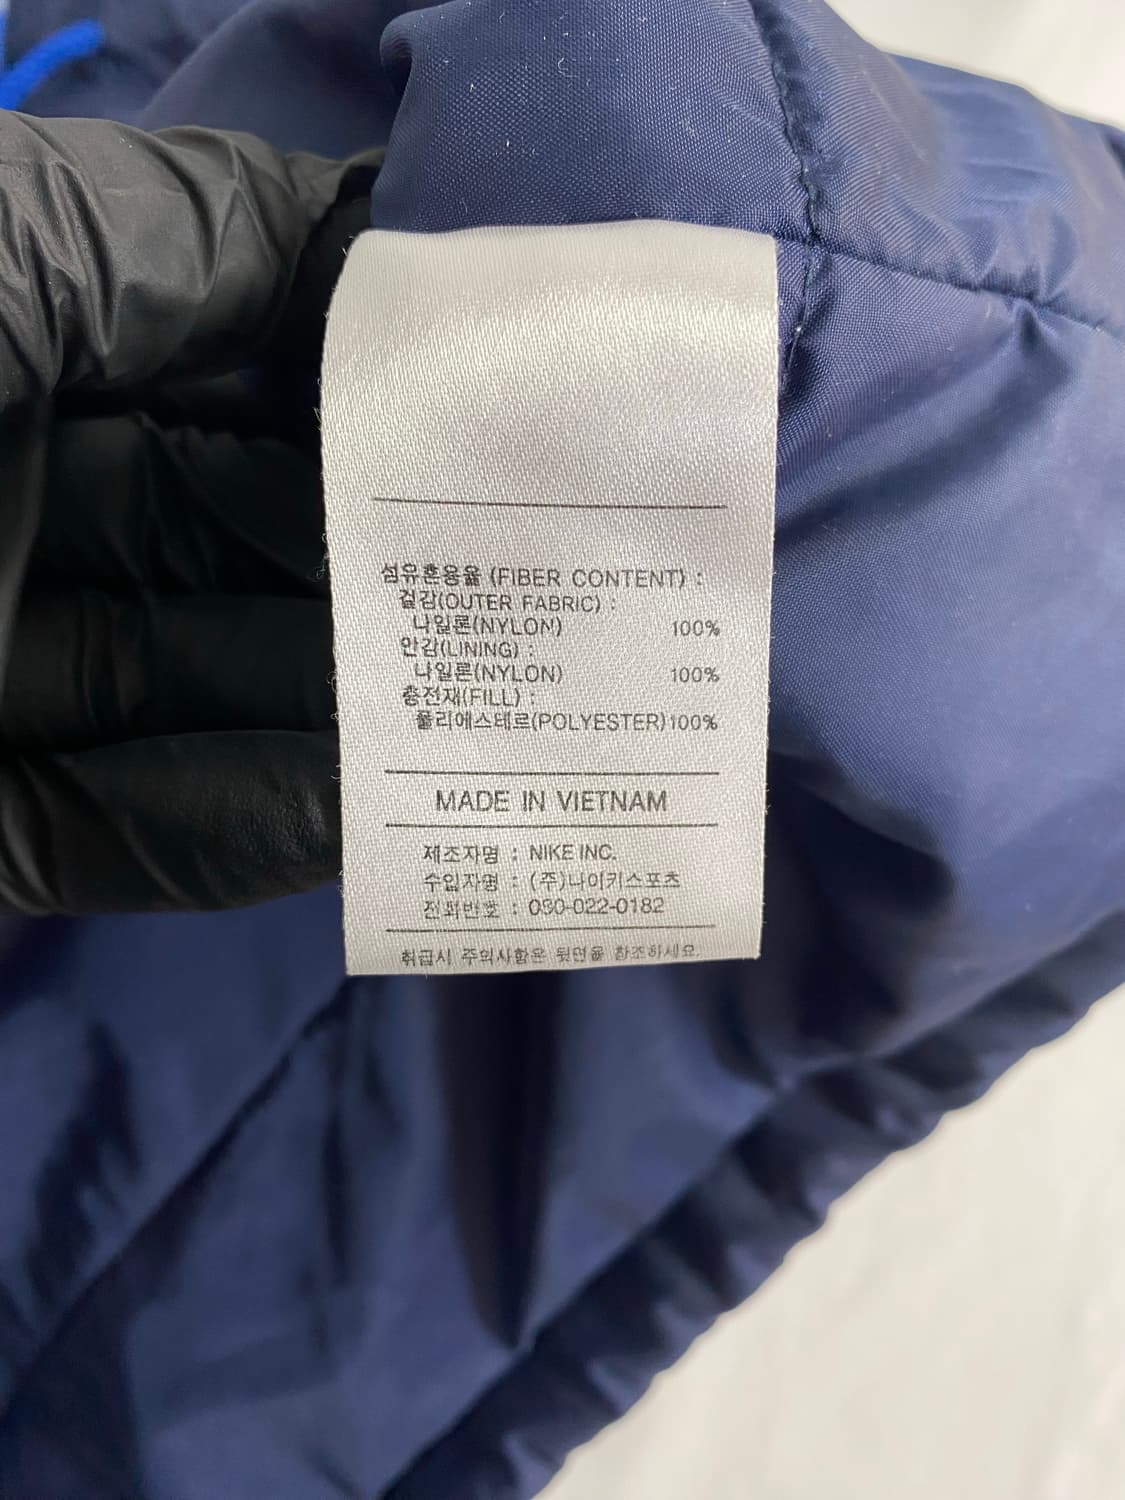 섬유혼용율 (FIBER CONTENT) :
겉감(OUTER FABRIC) :
나일론(NYLON) 100%
안감(LINING) :
나일론(NYLON) 100%
충전재(FILL) :
폴리에스테르(POLYESTER) 100%
MADE IN VIETNAM
제조자명 : NIKE INC.
수입자명 : (주)나이키스포츠
전화번호 : 080-022-0182
취급시 주의사항은 뒷면을 참조하세요.